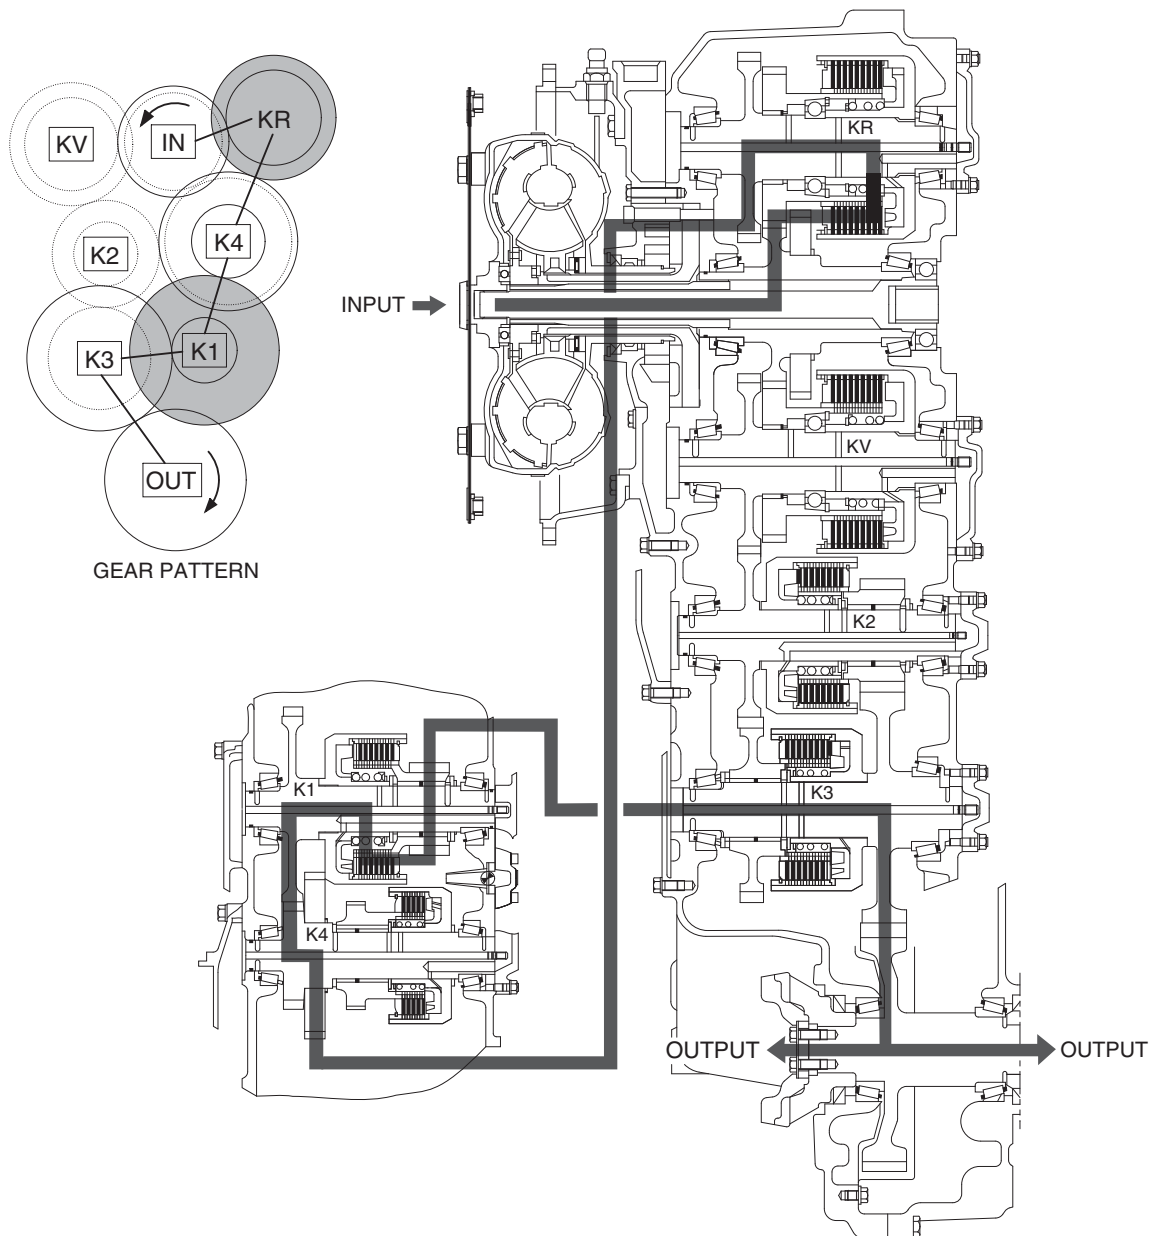 KV
IN
KR
K2
K4
K3
K1
OUT
GEAR PATTERN
INPUT
KR
KV
K2
K1
K3
K4
OUTPUT
OUTPUT